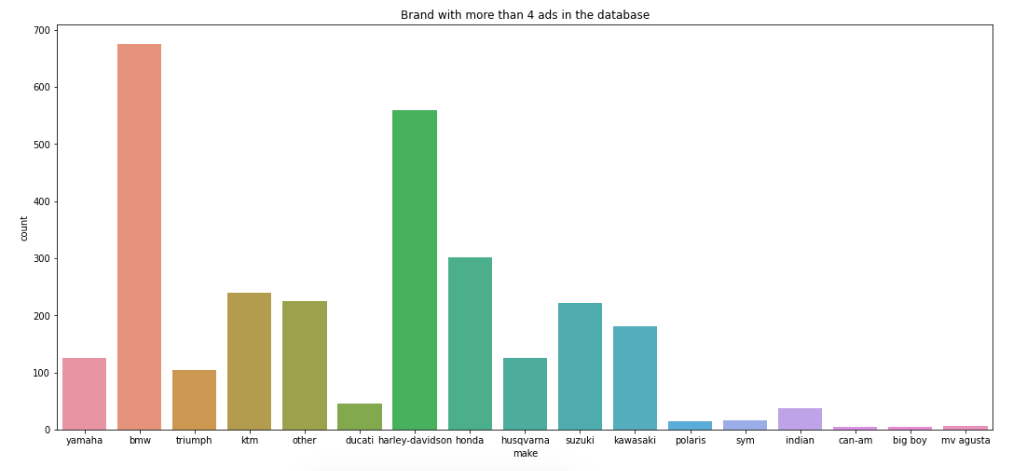 Brand with more than 4 ads in the database
700
600
500
400
300
200
100
0
count
yamaha bmw triumph ktm other ducati harley-davidson honda husqvarna suzuki kawasaki polaris sym indian can-am big boy mv agusta
make